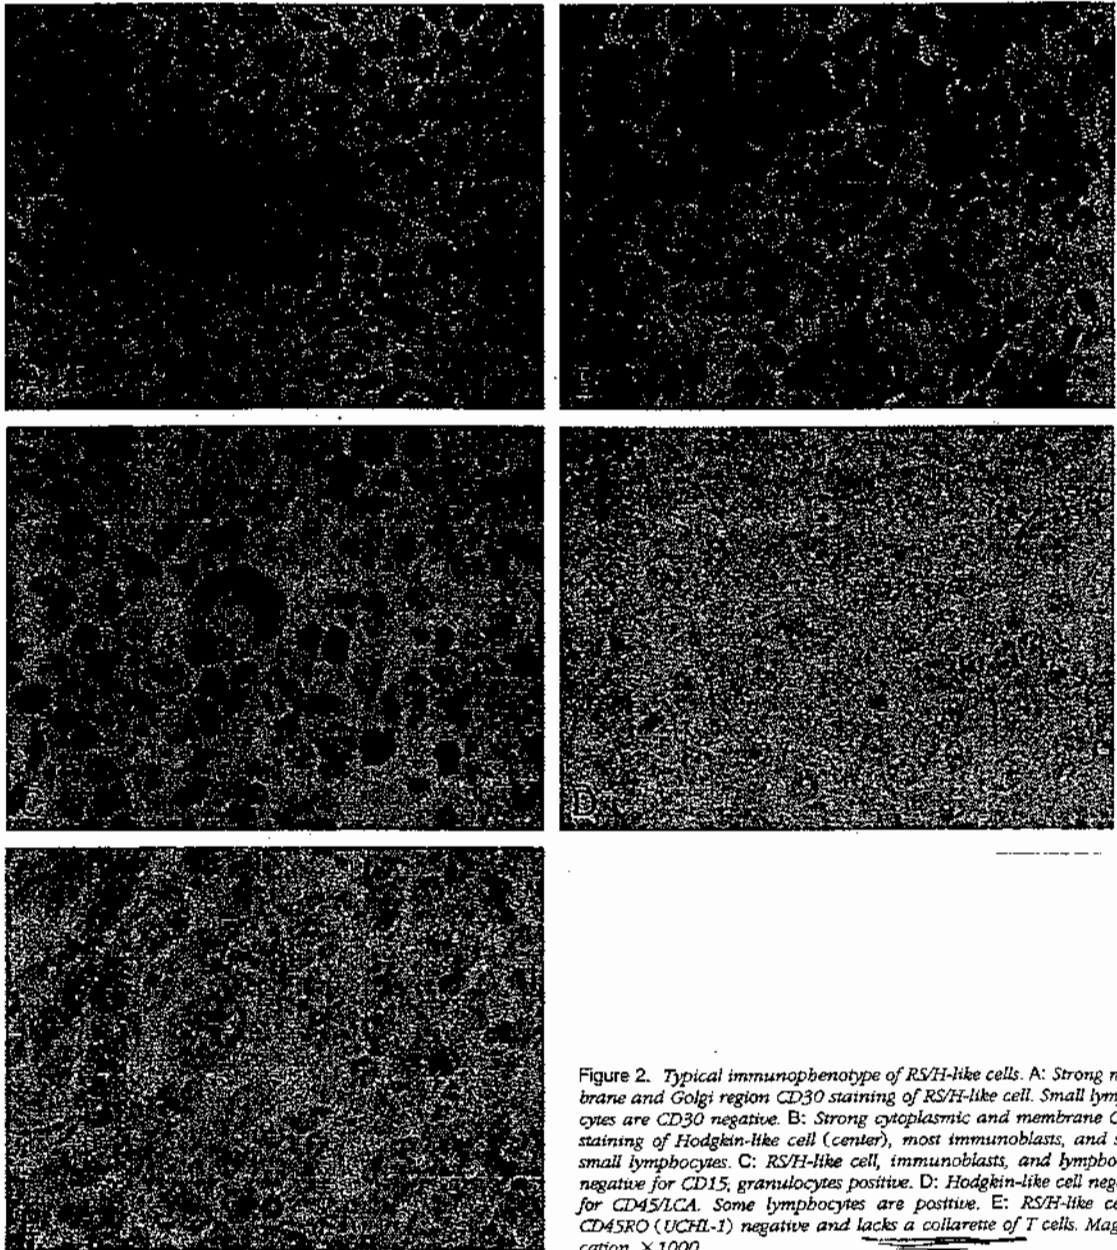 C
D
Figure 2. Typical immunophenotype of RS/H-like cells. A: Strong m
brane and Golgi region CD30 staining of RS/H-like cell. Small lym
cytes are CD30 negative. B: Strong cytoplasmic and membrane C
staining of Hodgkin-like cell (center), most immunoblasts, and s
small lymphocytes. C: RS/H-like cell, immunoblasts, and lympho
negative for CD15, granulocytes positive. D: Hodgkin-like cell nega
for CD45/LCA. Some lymphocytes are positive. E: RS/H-like ce
CD45RO (UCHL-1) negative and lacks a collarette of T cells. Mag
cation, ×1000.